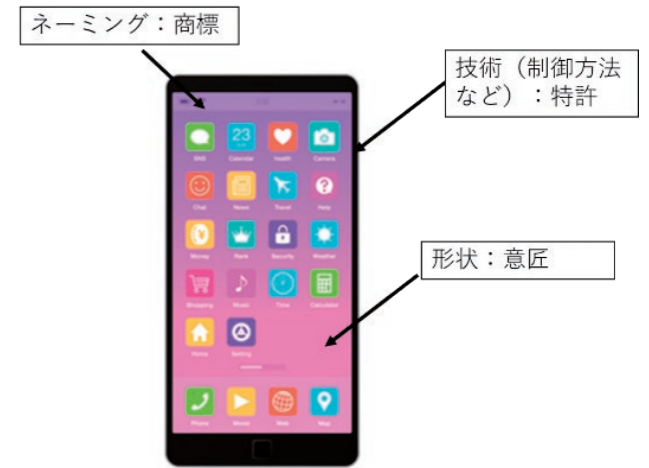 ネーミング：商標
技術（制御方法
など）：特許
形状：意匠
SNS
Calendar
Health
Camera
23
Chat
News
Travel
Help
Money
Rank
Security
Weather
Shopping
Music
Time
Calculator
Home
Setting
Phone
Movie
Web
Map